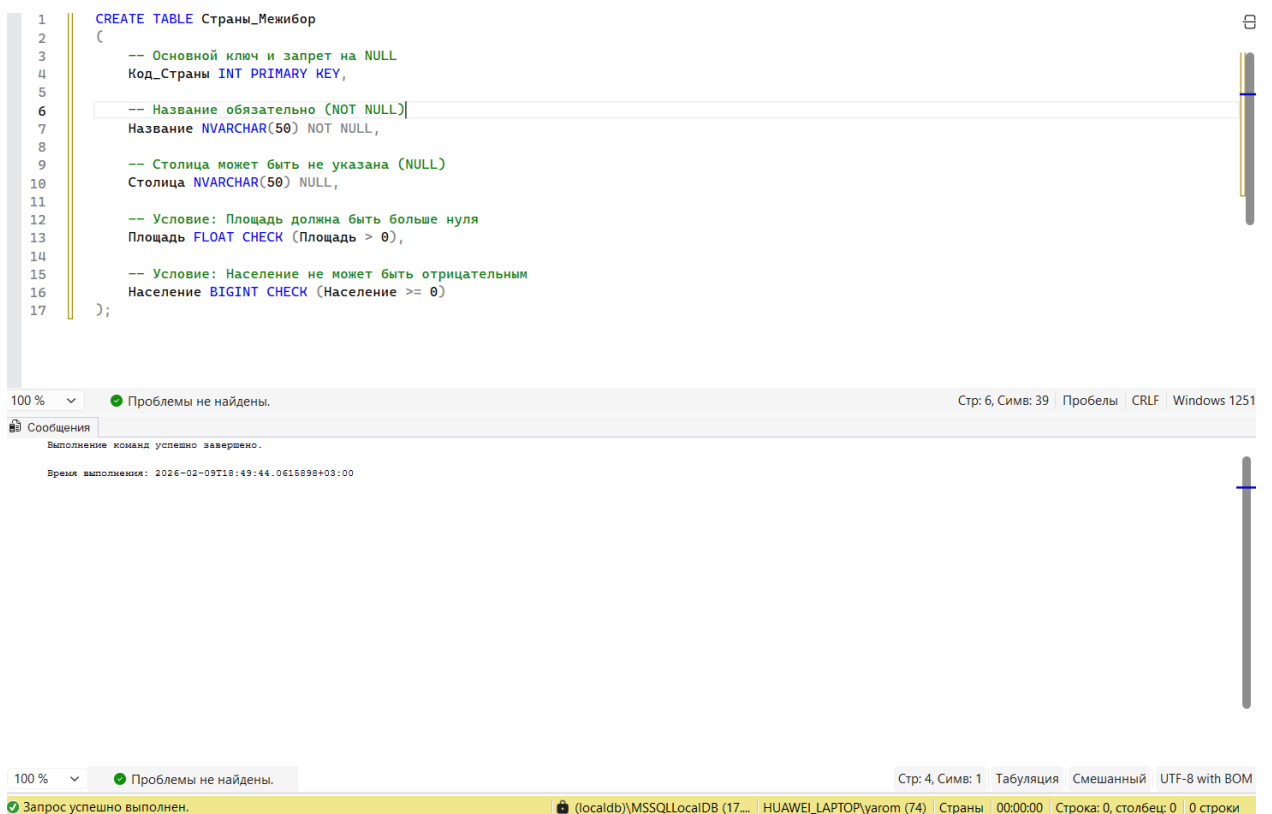 1 CREATE TABLE Страны_Межибор
2 (
3 -- Основной ключ и запрет на NULL
4 Код_Страны INT PRIMARY KEY,
5
6 -- Название обязательно (NOT NULL)
7 Название NVARCHAR(50) NOT NULL,
8
9 -- Столица может быть не указана (NULL)
10 Столица NVARCHAR(50) NULL,
11
12 -- Условие: Площадь должна быть больше нуля
13 Площадь FLOAT CHECK (Площадь > 0),
14
15 -- Условие: Население не может быть отрицательным
16 Население BIGINT CHECK (Население >= 0)
17 );
100 % Проблемы не найдены. Стр: 6, Симв: 39 Пробелы CRLF Windows 1251
Сообщения
Выполнение команд успешно завершено.
Время выполнения: 2026-02-09T18:49:44.0615898+03:00
100 % Проблемы не найдены. Стр: 4, Симв: 1 Табуляция Смешанный UTF-8 with BOM
Запрос успешно выполнен. (localdb)\MSSQLLocalDB (17.... HUAWEI_LAPTOP\yarom (74) Страны 00:00:00 Строка: 0, столбец: 0 0 строки